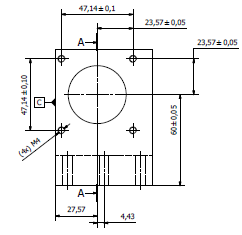 47,14±0,1
23,57±0,05
A
23,57±0,05
47,14±0,10
C
60±0,05
(4x) M4
A
27,57
4,43